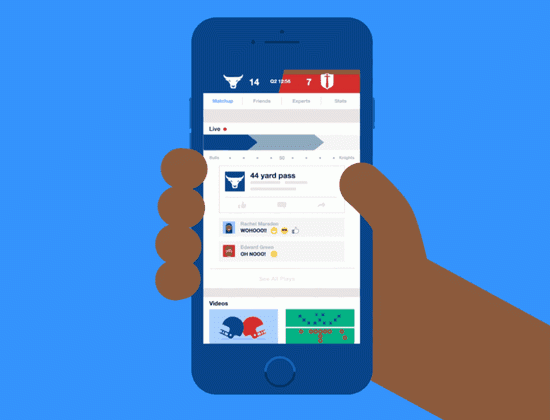 14 Q2 12:56 7
Matchup Friends Experts Stats
Live
Bulls 50 Knights
44 yard pass
Rachel Marsden
WOHOOO!!
Edward Green
OH NOOO!
See All Plays
Videos